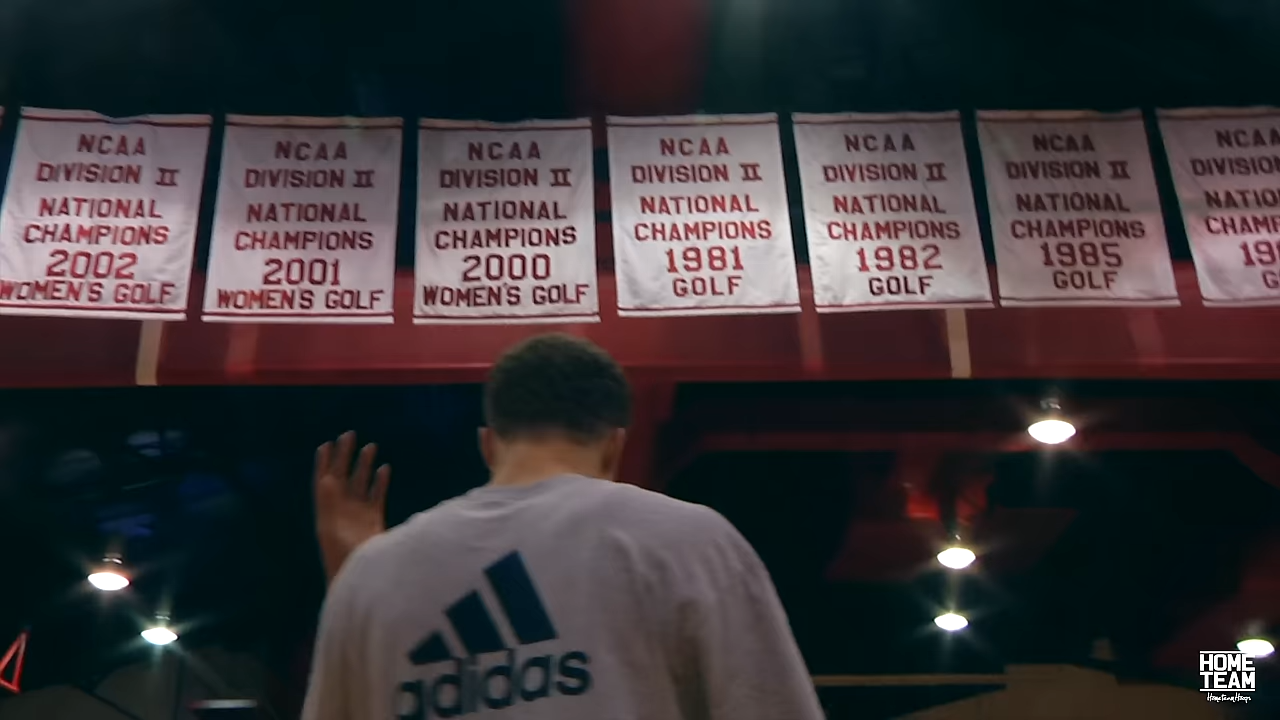 NCAA
DIVISION II
NATIONAL
CHAMPIONS
2002
WOMEN'S GOLF
NCAA
DIVISION II
NATIONAL
CHAMPIONS
2001
WOMEN'S GOLF
NCAA
DIVISION II
NATIONAL
CHAMPIONS
2000
WOMEN'S GOLF
NCAA
DIVISION II
NATIONAL
CHAMPIONS
1981
GOLF
NCAA
DIVISION II
NATIONAL
CHAMPIONS
1982
GOLF
NCAA
DIVISION II
NATIONAL
CHAMPIONS
1985
GOLF
NCAA
adidas
HOME
TEAM